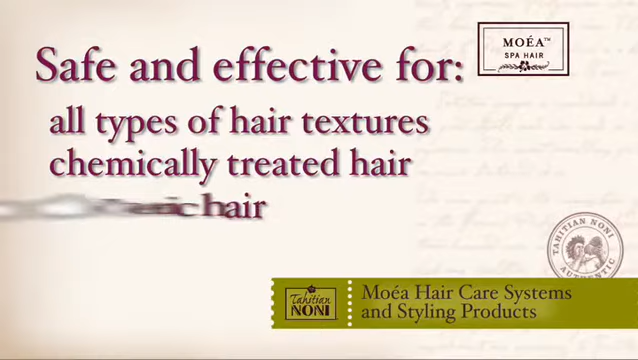 Safe and effective for:
MOÉA™
SPA HAIR
all types of hair textures
chemically treated hair
hair
TAHITIAN NONI
AUTHENTIC
Tahitian
NONI
Moéa Hair Care Systems
and Styling Products